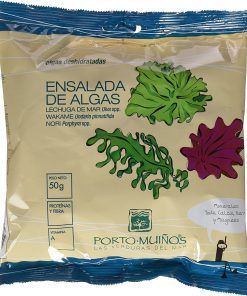 algas deshidratadas
ENSALADA
DE ALGAS
LECHUGA DE MAR Ulva spp.
WAKAME Undaria pinnatifida
NORI Porphyra spp.
PESO NETO:
50g
PROTEÍNAS
Y FIBRA
VITAMINA
A
Minerales:
Iodo, Calcio, Hierro
y Magnesio
PORTO-MUIÑOS
LAS VERDURAS DEL MAR